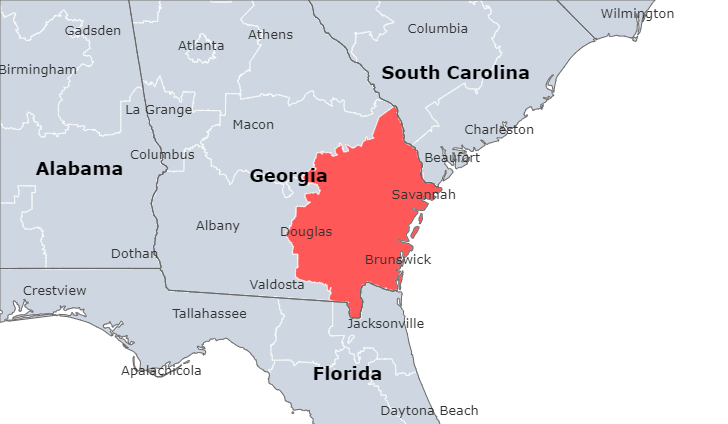 Wilmington
Gadsden
Columbia
Athens
Atlanta
Birmingham
South Carolina
La Grange
Macon
Charleston
Columbus
Beaufort
Alabama
Georgia
Savannah
Albany
Douglas
Dothan
Brunswick
Valdosta
Crestview
Tallahassee
Jacksonville
Apalachicola
Florida
Daytona Beach